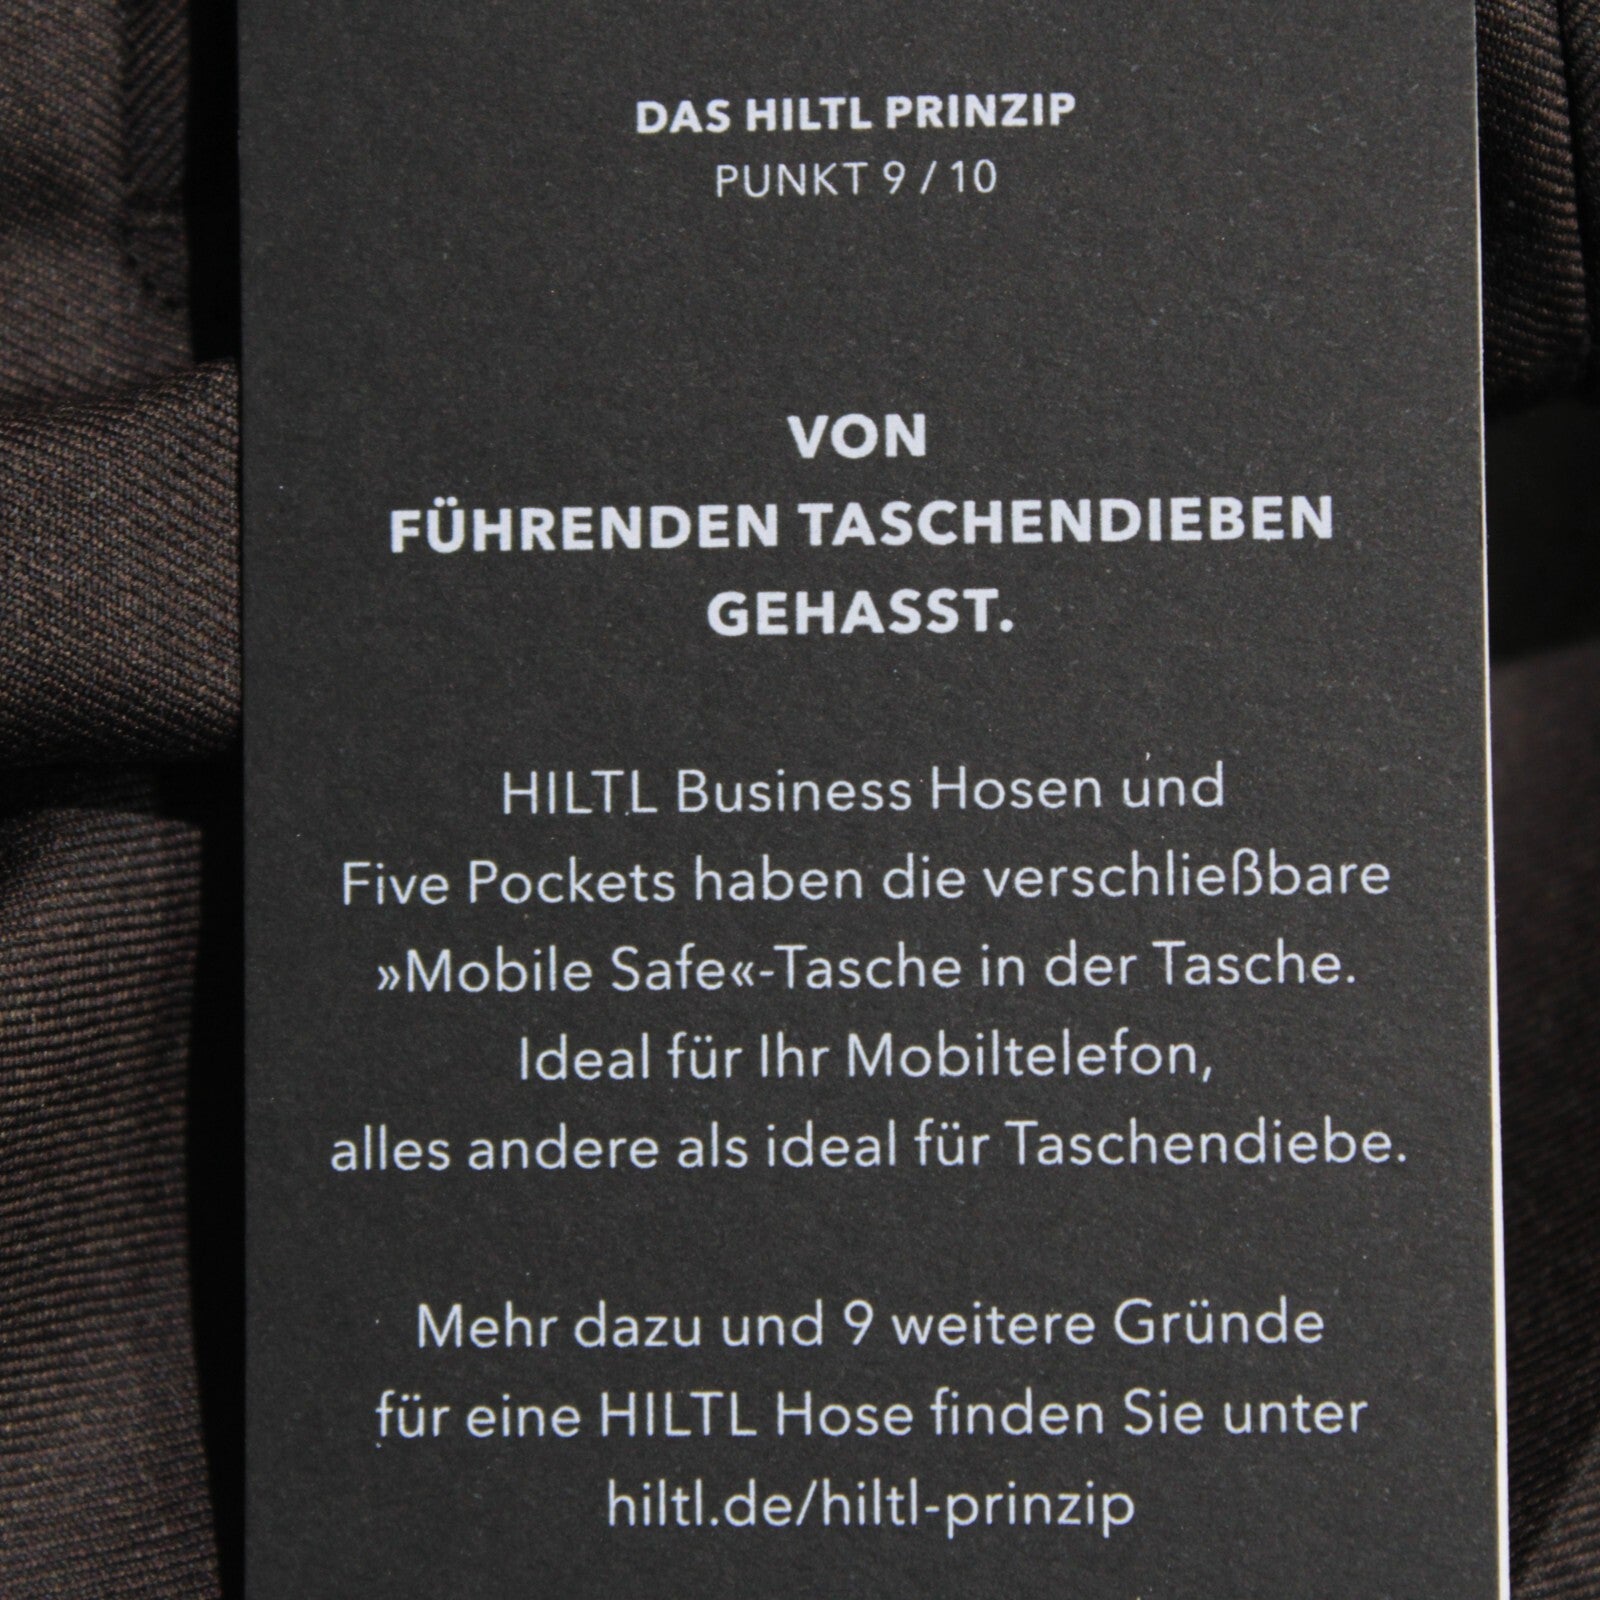 DAS HILTL PRINZIP
PUNKT 9 / 10
VON
FÜHRENDEN TASCHENDIEBEN
GEHASST.
HILTL Business Hosen und
Five Pockets haben die verschließbare
»Mobile Safe«-Tasche in der Tasche.
Ideal für Ihr Mobiltelefon,
alles andere als ideal für Taschendiebe.
Mehr dazu und 9 weitere Gründe
für eine HILTL Hose finden Sie unter
hiltl.de/hiltl-prinzip